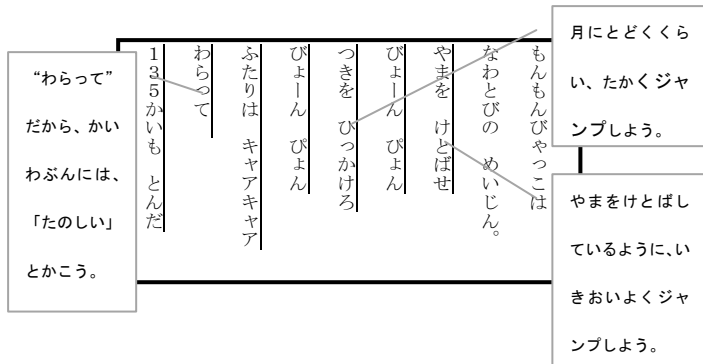 もんもんびゃっこは
なわとびの めいじん。
やまを けとばせ
びょーん ぴょん
つきを ひっかけろ
びょーん ぴょん
ふたりは キャアキャア
わらって
135かいも とんだ
月にとどくくら
い、たかくジャ
ンプしよう。
やまをけとばし
ているように、い
きおいよくジャ
ンプしよう。
“わらって”
だから、かい
わぶんには、
「たのしい」
とかこう。